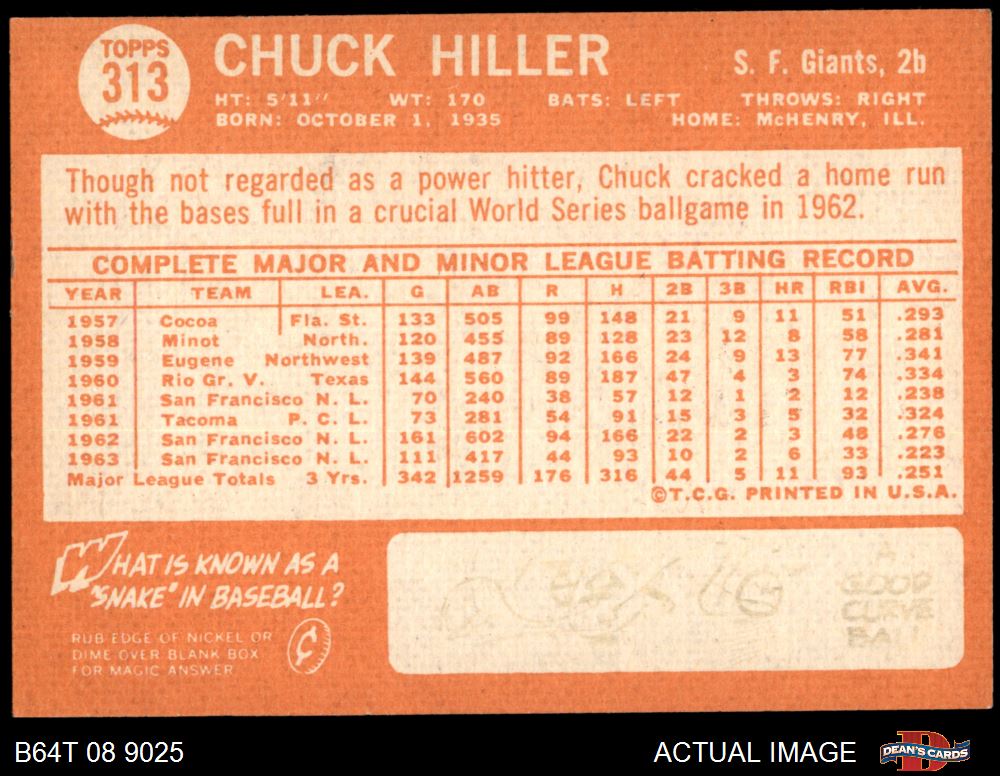 TOPPS
313
CHUCK HILLER
S. F. Giants, 2b
HT: 5'11" WT: 170 BATS: LEFT THROWS: RIGHT
BORN: OCTOBER 1, 1935 HOME: McHENRY, ILL.
Though not regarded as a power hitter, Chuck cracked a home run
with the bases full in a crucial World Series ballgame in 1962.
COMPLETE MAJOR AND MINOR LEAGUE BATTING RECORD
YEAR TEAM LEA. G AB R H 2B 3B HR RBI AVG.
1957 Cocoa Fla. St. 133 505 99 148 21 9 11 51 .293
1958 Minot North. 120 455 89 128 23 12 8 58 .281
1959 Eugene Northwest 139 487 92 166 24 9 13 77 .341
1960 Rio Gr. V. Texas 144 560 89 187 47 4 3 74 .334
1961 San Francisco N. L. 70 240 38 57 12 1 2 12 .238
1961 Tacoma P. C. L. 73 281 54 91 15 3 5 32 .324
1962 San Francisco N. L. 161 602 94 166 22 2 3 48 .276
1963 San Francisco N. L. 111 417 44 93 10 2 6 33 .223
Major League Totals 3 Yrs. 342 1259 176 316 44 5 11 93 .251
©T.C.G. PRINTED IN U.S.A.
WHAT IS KNOWN AS A
"SNAKE" IN BASEBALL?
RUB EDGE OF NICKEL OR
DIME OVER BLANK BOX
FOR MAGIC ANSWER
A
GOOD
CURVE
BALL
B64T 08 9025
ACTUAL IMAGE
DEAN'S CARDS